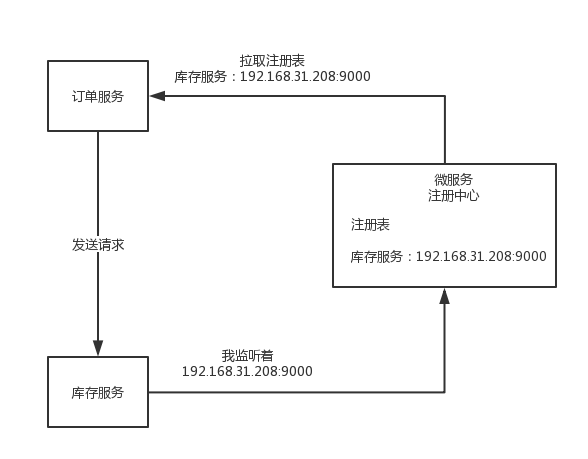 拉取注册表
库存服务：192.168.31.208:9000
订单服务
微服务
注册中心
注册表
库存服务：192.168.31.208:9000
发送请求
我监听着
192.168.31.208:9000
库存服务